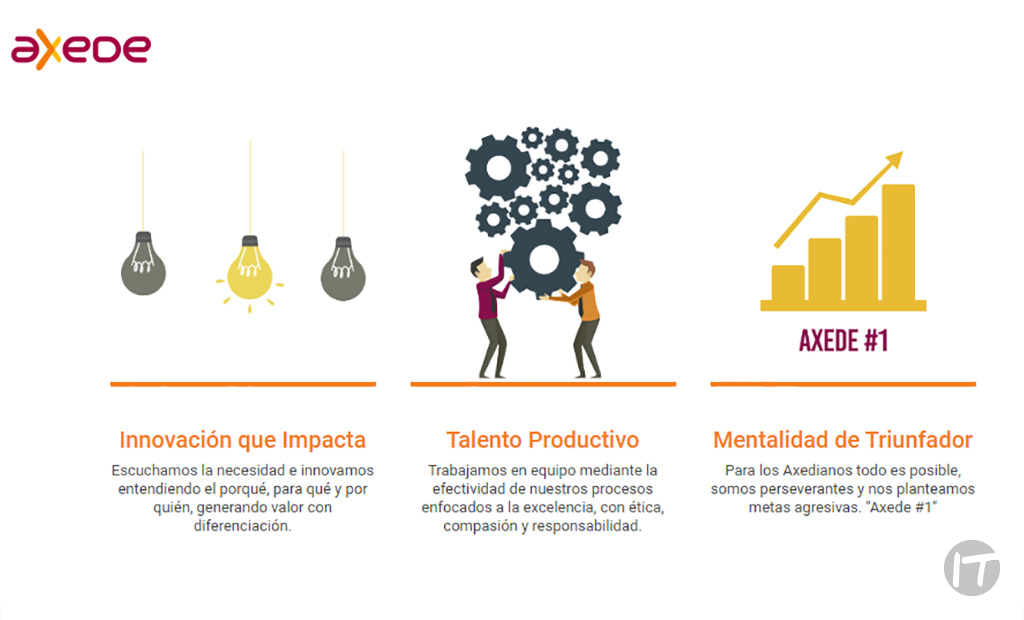 axede
AXEDE #1
Innovación que Impacta
Escuchamos la necesidad e innovamos
entendiendo el porqué, para qué y por
quién, generando valor con
diferenciación.
Talento Productivo
Trabajamos en equipo mediante la
efectividad de nuestros procesos
enfocados a la excelencia, con ética,
compasión y responsabilidad.
Mentalidad de Triunfador
Para los Axedianos todo es posible,
somos perseverantes y nos planteamos
metas agresivas. "Axede #1"
IT